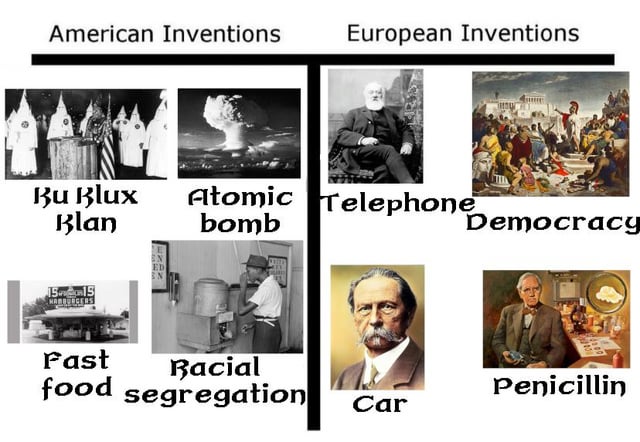 American Inventions
European Inventions
Ku Klux
Klan
Atomic
bomb
Telephone
Democracy
15
15
HAMBURGERS
Fast
food
Racial
segregation
Car
Penicillin